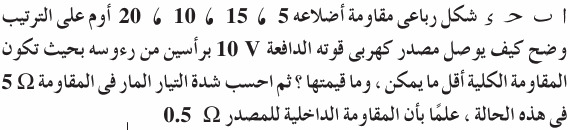 ا ب حـ ء شكل رباعى مقاومة أضلاعه 5 ، 15 ، 10 ، 20 أوم على الترتيب
وضح كيف يوصل مصدر كهربى قوته الدافعة 10 V برأسين من رءوسه بحيث تكون
المقاومة الكلية أقل ما يمكن ، وما قيمتها ؟ ثم احسب شدة التيار المار فى المقاومة 5 Ω
فى هذه الحالة ، علمًا بأن المقاومة الداخلية للمصدر 0.5 Ω